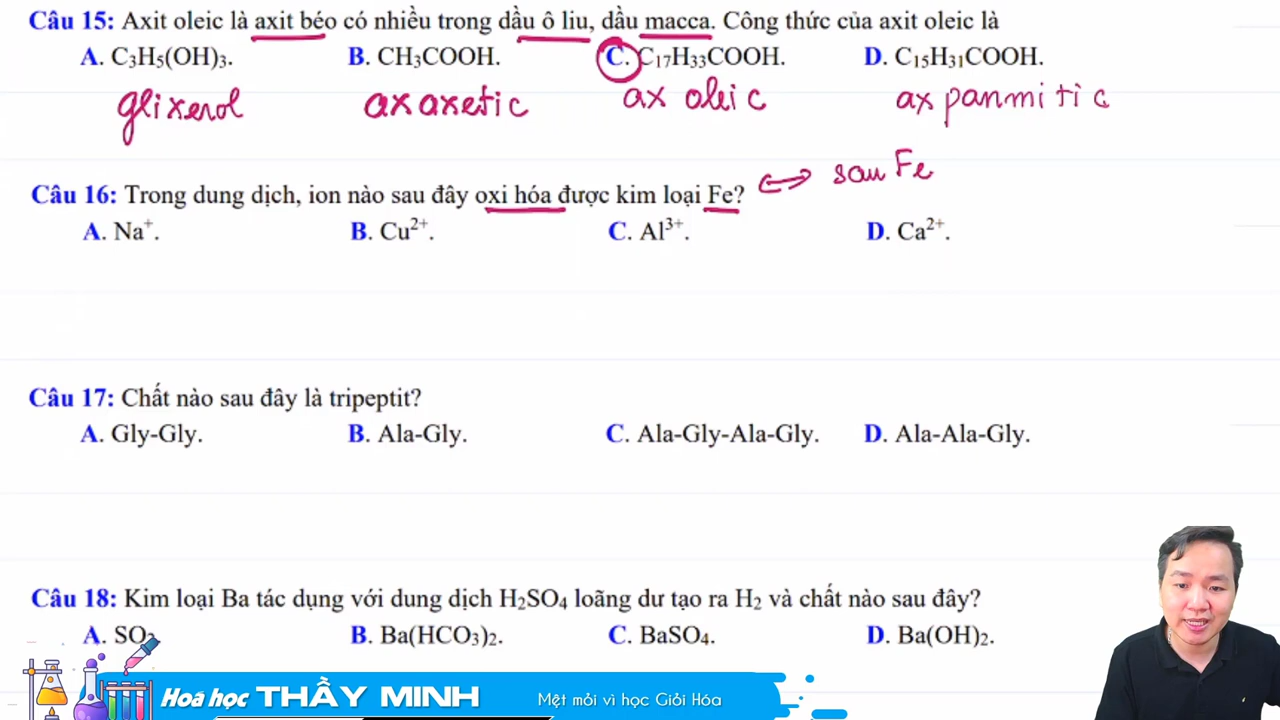 Câu 15: Axit oleic là axit béo có nhiều trong dầu ô liu, dầu macca. Công thức của axit oleic là
A. C₃H₅(OH)₃. B. CH₃COOH. C. C₁₇H₃₃COOH. D. C₁₅H₃₁COOH.
glixerol ax axetic ax oleic ax panmitic
Câu 16: Trong dung dịch, ion nào sau đây oxi hóa được kim loại Fe? ⇔ sau Fe
A. Na⁺. B. Cu²⁺. C. Al³⁺. D. Ca²⁺.
Câu 17: Chất nào sau đây là tripeptit?
A. Gly-Gly. B. Ala-Gly. C. Ala-Gly-Ala-Gly. D. Ala-Ala-Gly.
Câu 18: Kim loại Ba tác dụng với dung dịch H₂SO₄ loãng dư tạo ra H₂ và chất nào sau đây?
A. SO₂. B. Ba(HCO₃)₂. C. BaSO₄. D. Ba(OH)₂.
Hoá học THẦY MINH Mệt mỏi vì học Giỏi Hóa